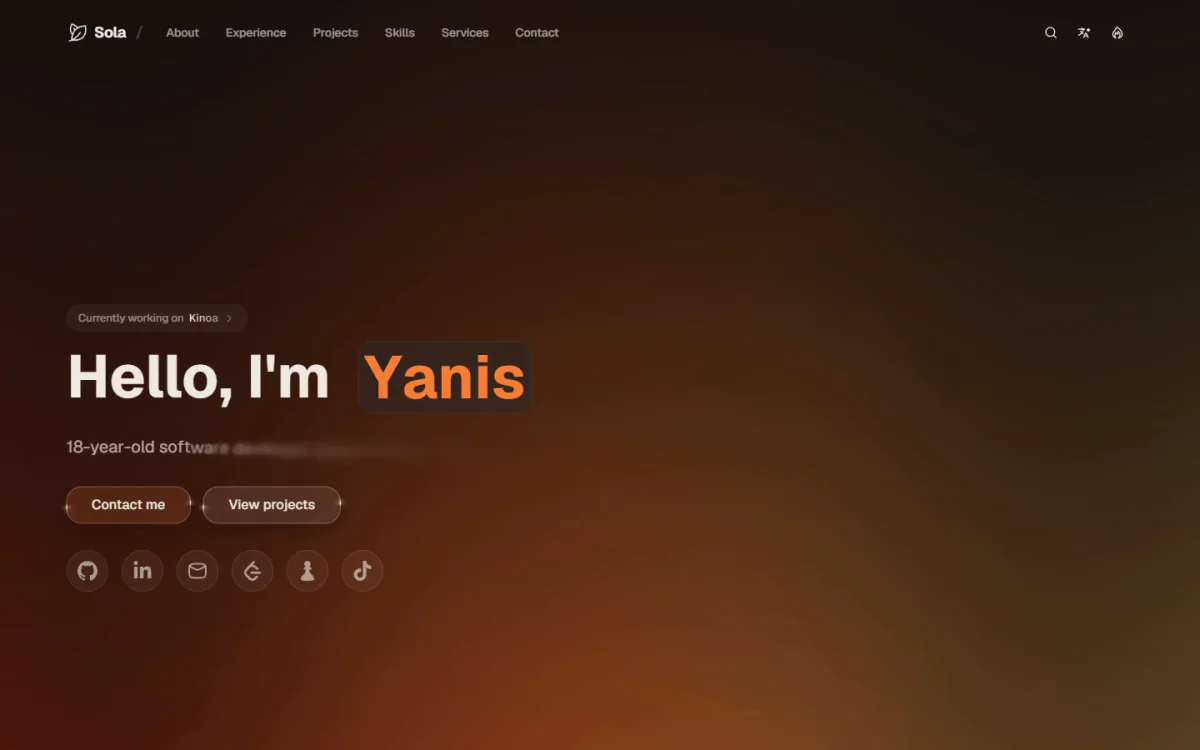 Sola / About Experience Projects Skills Services Contact
Currently working on Kinoa
Hello, I'm Yanis
18-year-old software
Contact me View projects